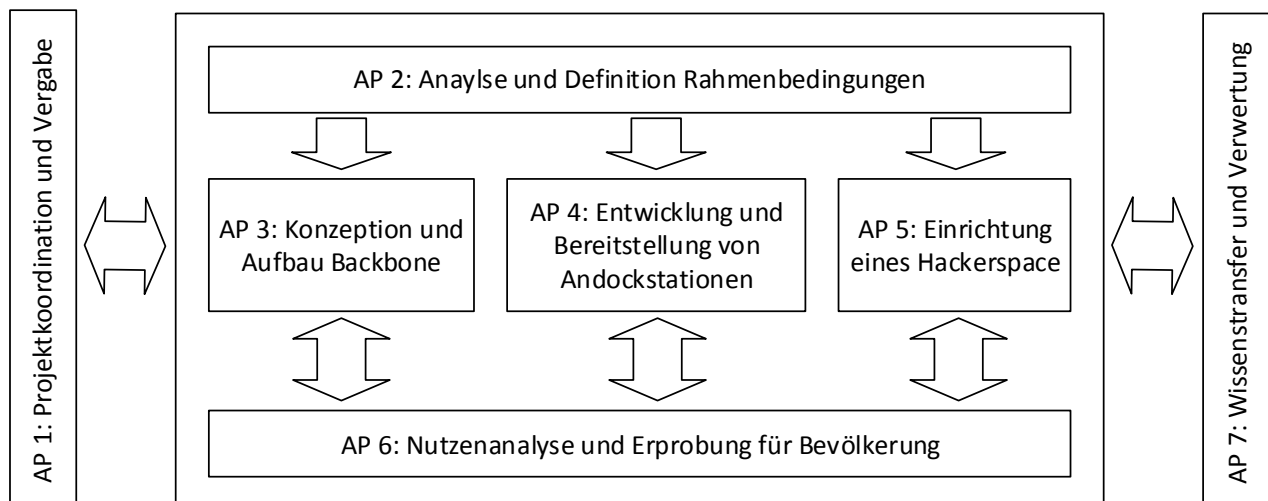 AP 1: Projektkoordination und Vergabe
AP 2: Anaylse und Definition Rahmenbedingungen
AP 3: Konzeption und
Aufbau Backbone
AP 4: Entwicklung und
Bereitstellung von
Andockstationen
AP 5: Einrichtung
eines Hackerspace
AP 6: Nutzenanalyse und Erprobung für Bevölkerung
AP 7: Wissenstransfer und Verwertung